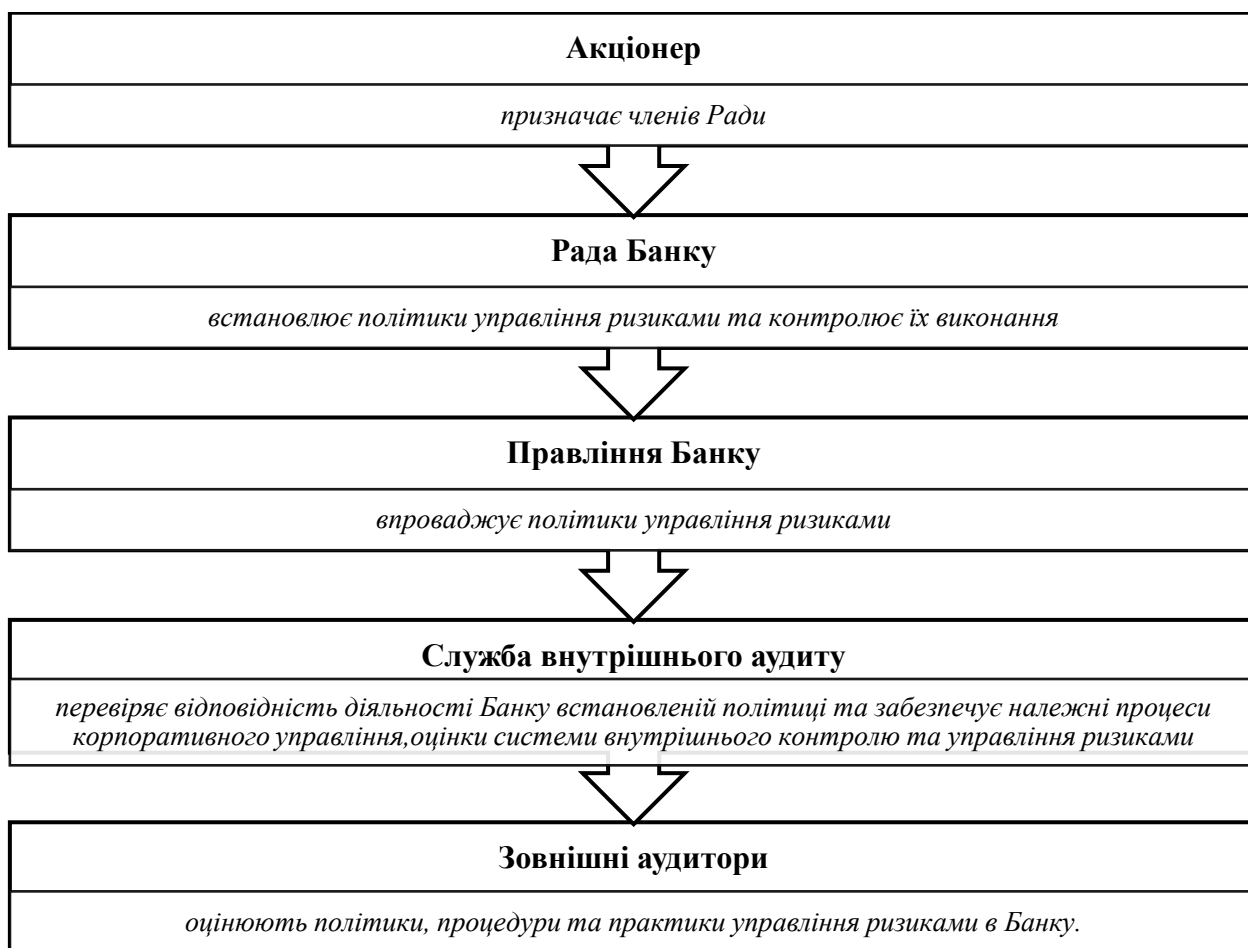 Акціонер
призначає членів Ради
Рада Банку
встановлює політики управління ризиками та контролює їх виконання
Правління Банку
впроваджує політики управління ризиками
Служба внутрішнього аудиту
перевіряє відповідність діяльності Банку встановленій політиці та забезпечує належні процеси
корпоративного управління,оцінки системи внутрішнього контролю та управління ризиками
Зовнішні аудитори
оцінюють політики, процедури та практики управління ризиками в Банку.